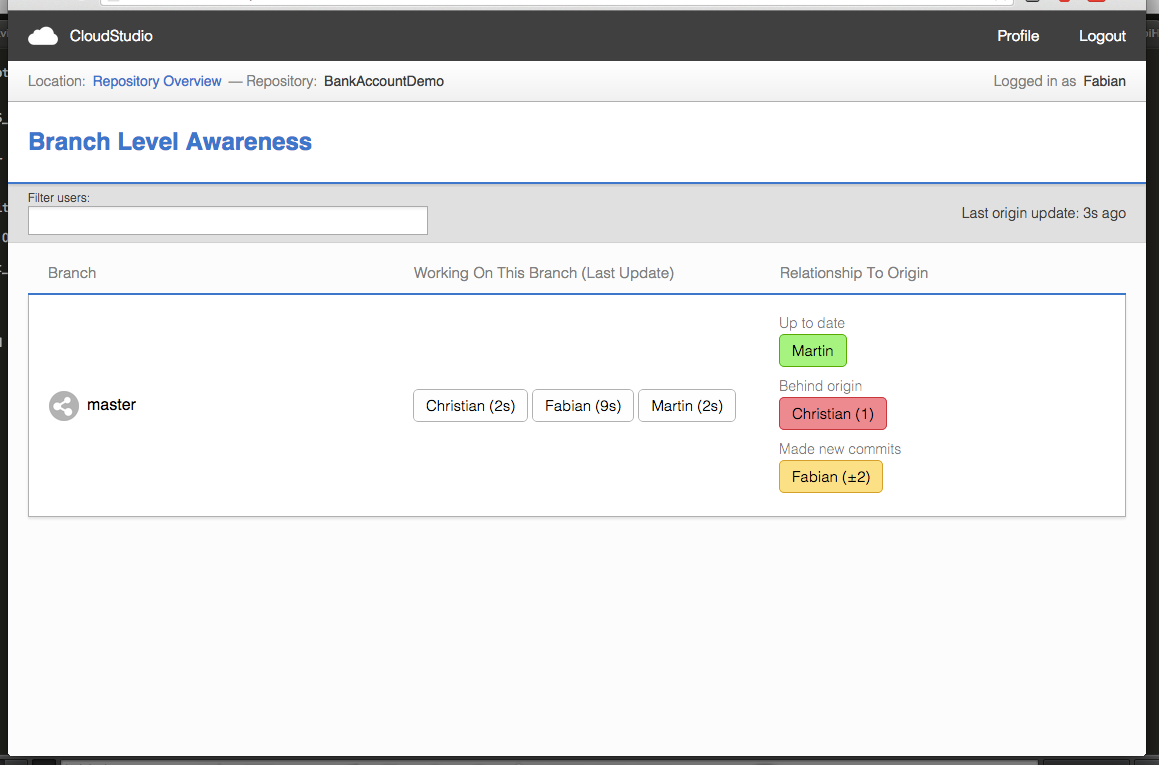 CloudStudio Profile Logout
Location: Repository Overview — Repository: BankAccountDemo Logged in as Fabian
Branch Level Awareness
Filter users:
Last origin update: 3s ago
Branch Working On This Branch (Last Update) Relationship To Origin
Up to date
Martin
Behind origin
master Christian (2s) Fabian (9s) Martin (2s)
Christian (1)
Made new commits
Fabian (±2)